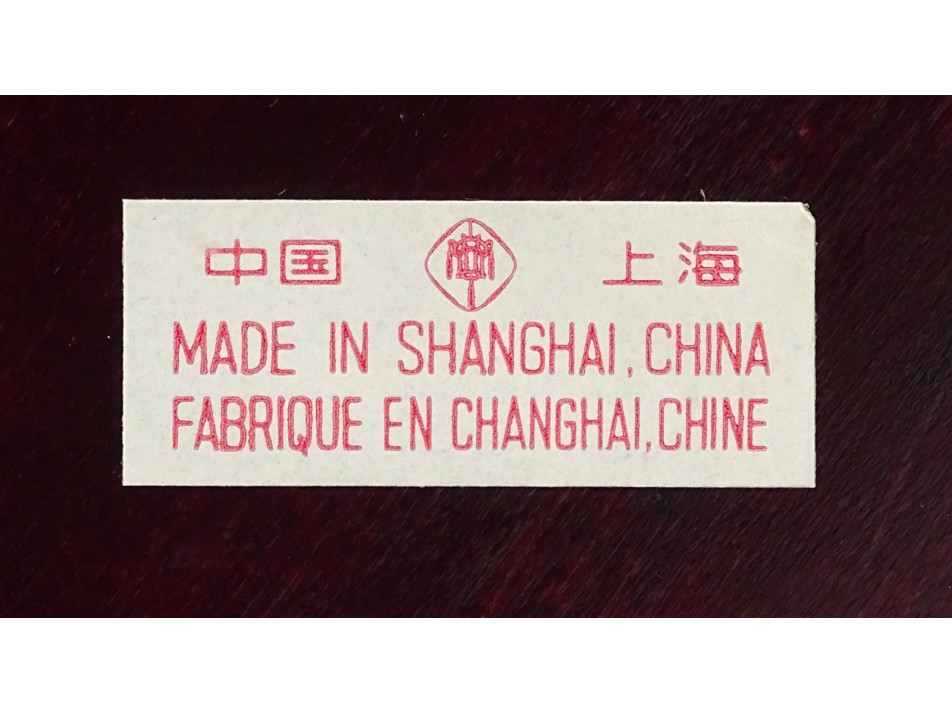 中国 上海
MADE IN SHANGHAI, CHINA
FABRIQUE EN CHANGHAI, CHINE